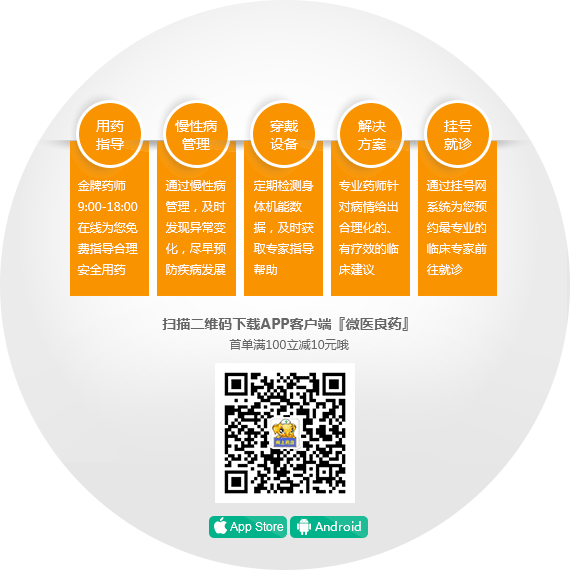 用药
指导
慢性病
管理
穿戴
设备
解决
方案
挂号
就诊
金牌药师
9:00-18:00
在线为您免
费指导合理
安全用药
通过慢性病
管理，及时
发现异常变
化，尽早预
防疾病发展
定期检测身
体机能数
据，及时获
取专家指导
帮助
专业药师针
对病情给出
合理化的、
有疗效的临
床建议
通过挂号网
系统为您预
约最专业的
临床专家前
往就诊
扫描二维码下载APP客户端『微医良药』
首单满100立减10元哦
网上药店
App Store
Android